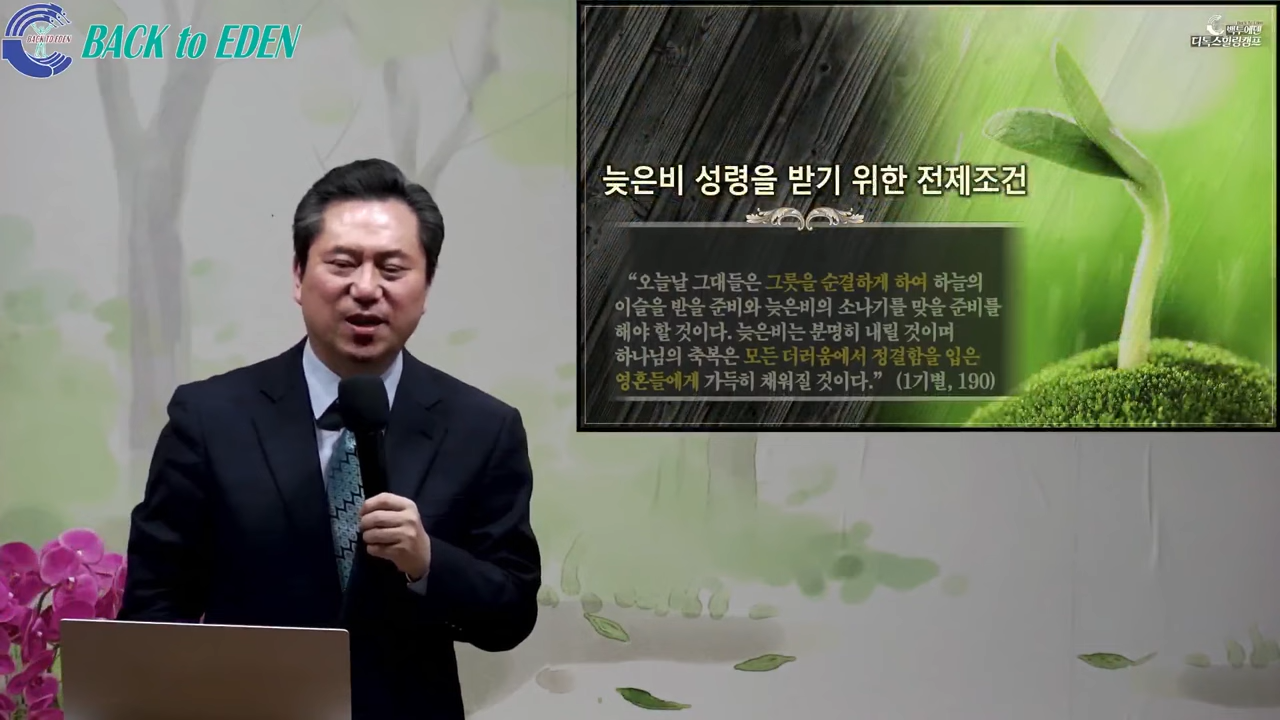 BACK TO EDEN
BACK to EDEN
백투에덴
디톡스힐링캠프
늦은비 성령을 받기 위한 전제조건
“오늘날 그대들은 그릇을 순결하게 하여 하늘의
이슬을 받을 준비와 늦은비의 소나기를 맞을 준비를
해야 할 것이다. 늦은비는 분명히 내릴 것이며
하나님의 축복은 모든 더러움에서 정결함을 입은
영혼들에게 가득히 채워질 것이다.” (1기별, 190)